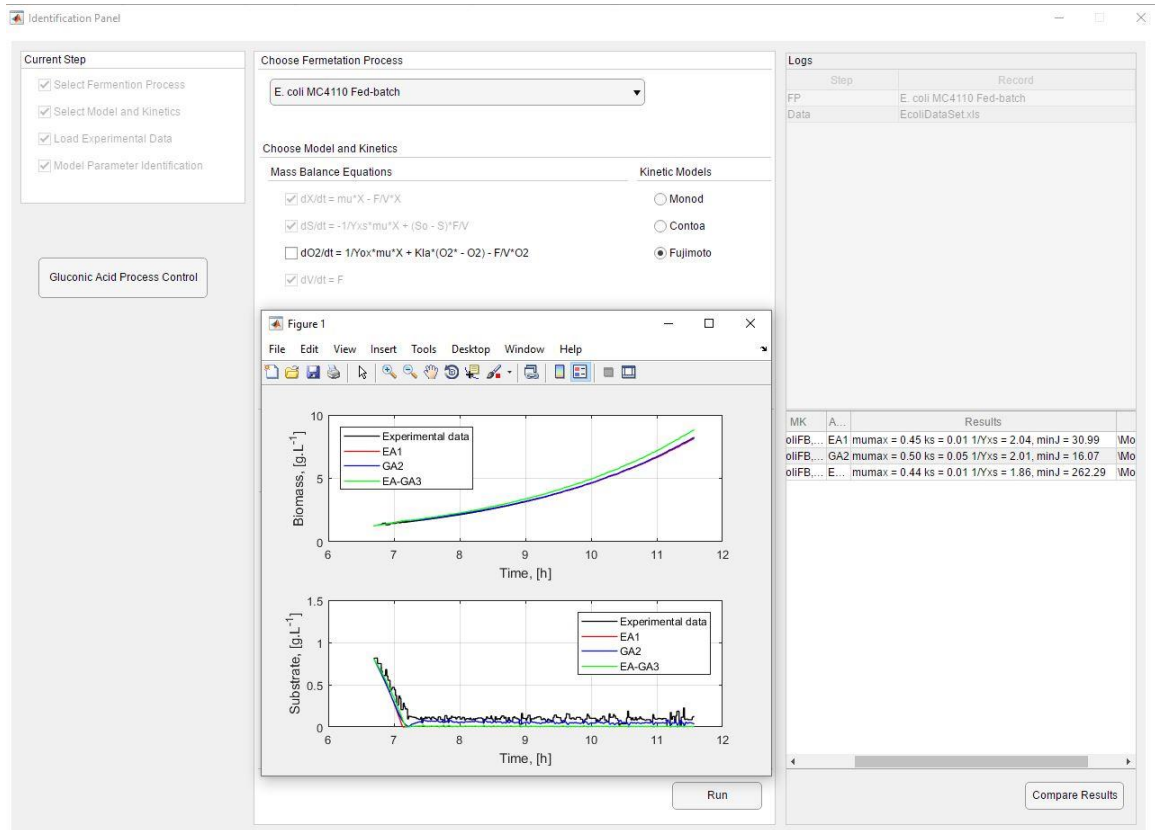 Identification Panel
Current Step
Select Fermention Process
Select Model and Kinetics
Load Experimental Data
Model Parameter Identification
Gluconic Acid Process Control
Choose Fermetation Process
E. coli MC4110 Fed-batch
Choose Model and Kinetics
Mass Balance Equations
Kinetic Models
dX/dt = mu*X - F/V*X
Monod
dS/dt = -1/Yxs*mu*X + (So - S)*F/V
Contoa
dO2/dt = 1/Yox*mu*X + Kla*(O2* - O2) - F/V*O2
Fujimoto
dV/dt = F
Figure 1
File Edit View Insert Tools Desktop Window Help
10
5
0
Biomass, [g.L-1]
Experimental data
EA1
GA2
EA-GA3
6 7 8 9 10 11 12
Time, [h]
1.5
1
0.5
0
Substrate, [g.L-1]
Experimental data
EA1
GA2
EA-GA3
6 7 8 9 10 11 12
Time, [h]
Run
Logs
Step Record
FP E. coli MC4110 Fed-batch
Data EcoliDataSet.xls
MK A... Results
oliFB,... EA1 mumax = 0.45 ks = 0.01 1/Yxs = 2.04, minJ = 30.99 \Mo
oliFB,... GA2 mumax = 0.50 ks = 0.05 1/Yxs = 2.01, minJ = 16.07 \Mo
oliFB,... E... mumax = 0.44 ks = 0.01 1/Yxs = 1.86, minJ = 262.29 \Mo
Compare Results